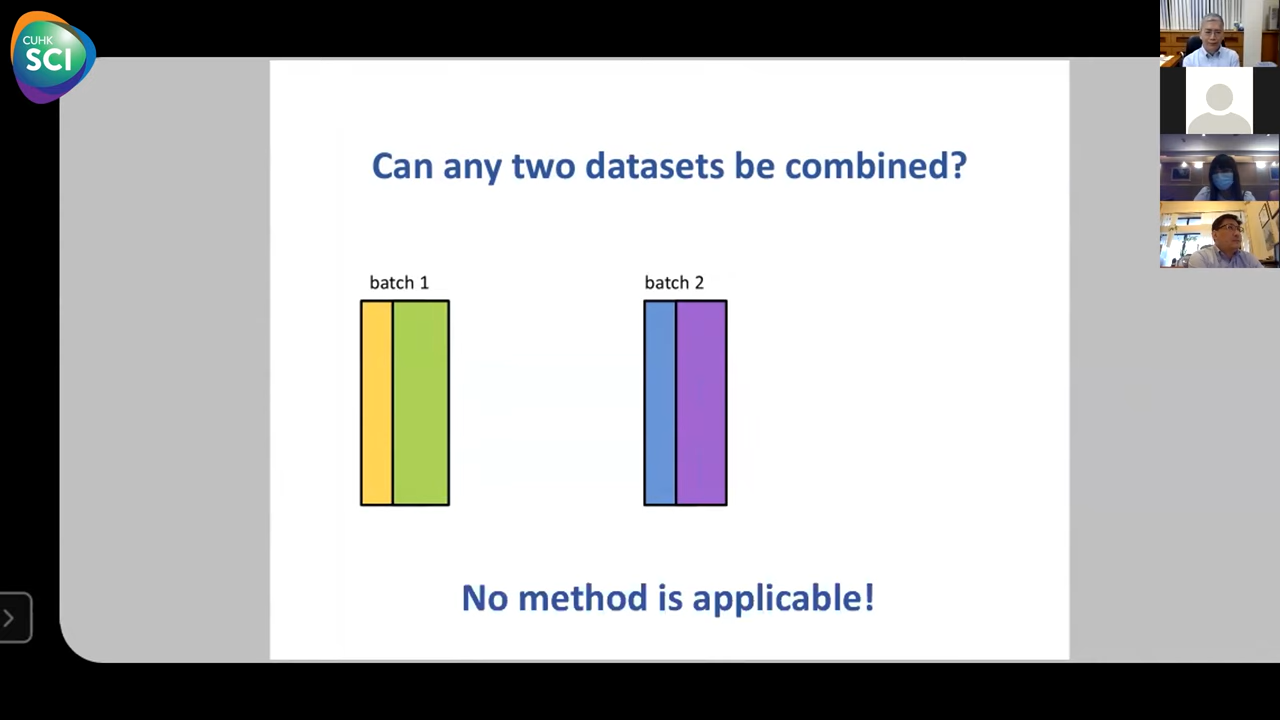 CUHK
SCI
Can any two datasets be combined?
batch 1
batch 2
No method is applicable!